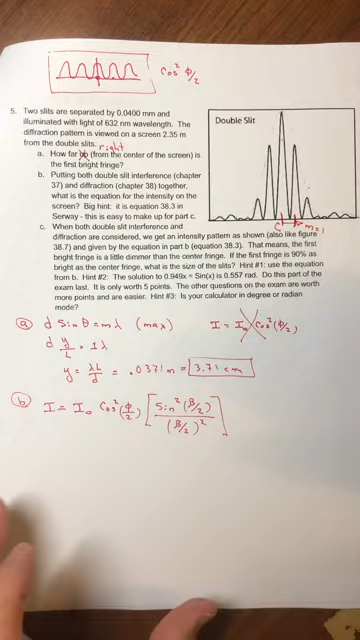 cos² ϕ/2
5. Two slits are separated by 0.0400 mm and
illuminated with light of 632 nm wavelength. The
diffraction pattern is viewed on a screen 2.35 m
from the double slits.
right
a. How far up (from the center of the screen) is
the first bright fringe?
b. Putting both double slit interference (chapter
37) and diffraction (chapter 38) together,
what is the equation for the intensity on the
screen? Big hint: it is equation 38.3 in
Serway - this is easy to make up for part c.
Double Slit
m=1
c. When both double slit interference and
diffraction are considered, we get an intensity pattern as shown (also like figure
38.7) and given by the equation in part b (equation 38.3). That means, the first
bright fringe is a little dimmer than the center fringe. If the first fringe is 90% as
bright as the center fringe, what is the size of the slits? Hint #1: use the equation
from b. Hint #2: The solution to 0.949x = Sin(x) is 0.557 rad. Do this part of the
exam last. It is only worth 5 points. The other questions on the exam are worth
more points and are easier. Hint #3: Is your calculator in degree or radian
mode?
ⓐ d sin θ = mλ (max) I = I₀ cos²(ϕ/2)
d y/L = 1λ
y = λL/d = .0371m = 3.71 cm
ⓑ I = I₀ cos²(ϕ/2) [sin²(β/2)/(β/2)²]